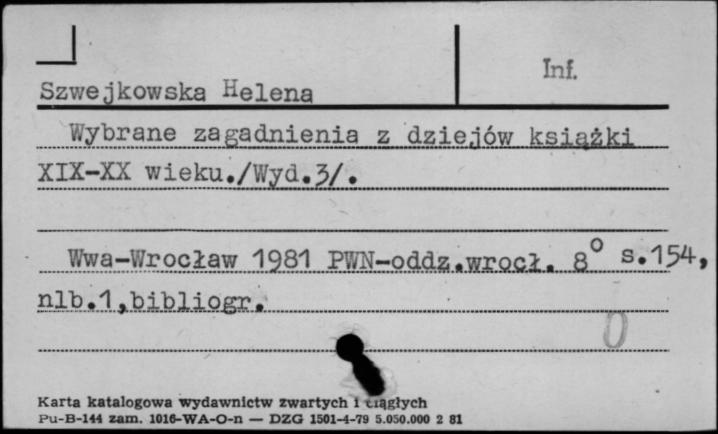 Inf.
Szwejkowska Helena
Wybrane zagadnienia z dziejów książki
XIX-XX wieku./Wyd.3/.
Wwa-Wrocław 1981 PWN-oddz.wrocł. 8° s.154,
nlb.1,bibliogr.
0
Karta katalogowa wydawnictw zwartych i ciągłych
Pu-B-144 zam. 1016-WA-O-n — DZG 1501-4-79 5.050.000 2 81